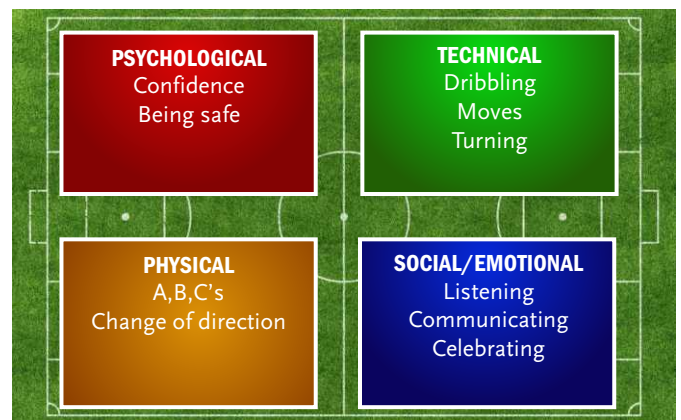 PSYCHOLOGICAL
Confidence
Being safe
TECHNICAL
Dribbling
Moves
Turning
PHYSICAL
A,B,C's
Change of direction
SOCIAL/EMOTIONAL
Listening
Communicating
Celebrating